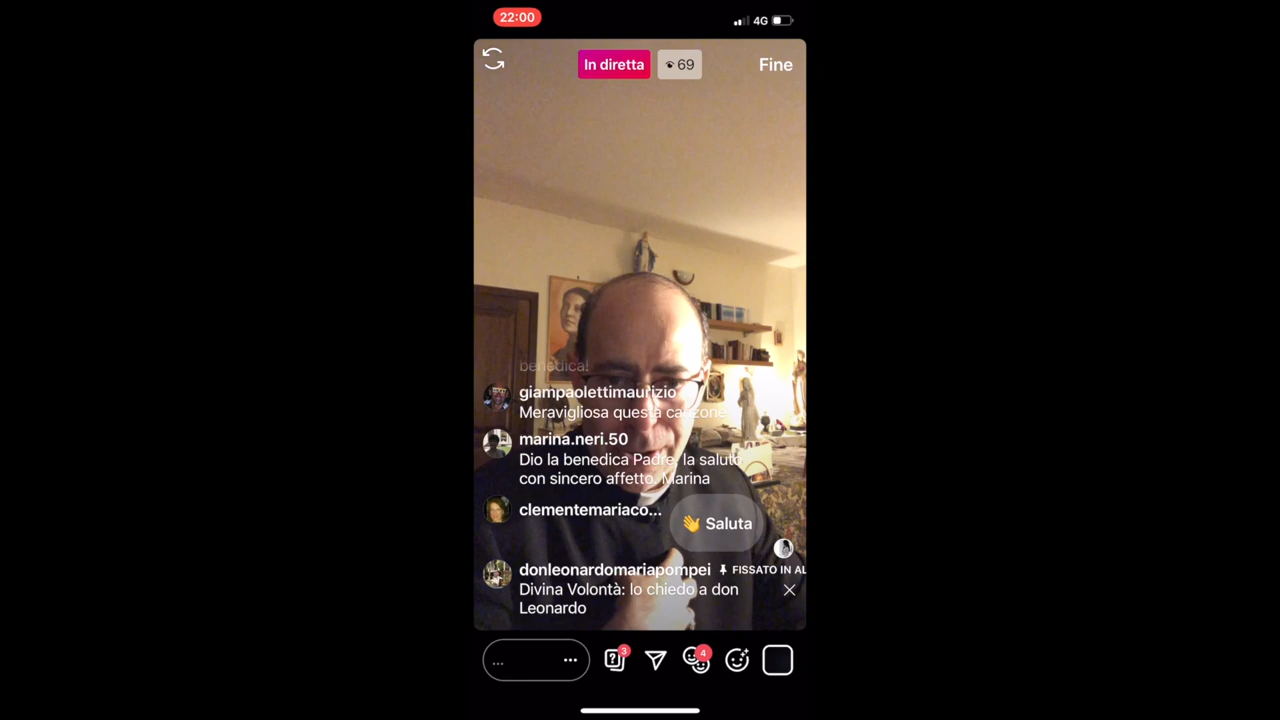 22:00
4G
In diretta
69
Fine
benedica!
giampaolettimaurizio
Meravigliosa questa canzone
marina.neri.50
Dio la benedica Padre, la saluto
con sincero affetto. Marina
clementemariaco...
👋 Saluta
donleonardomariapompei FISSATO IN AL
Divina Volontà: lo chiedo a don
Leonardo
...
3
4